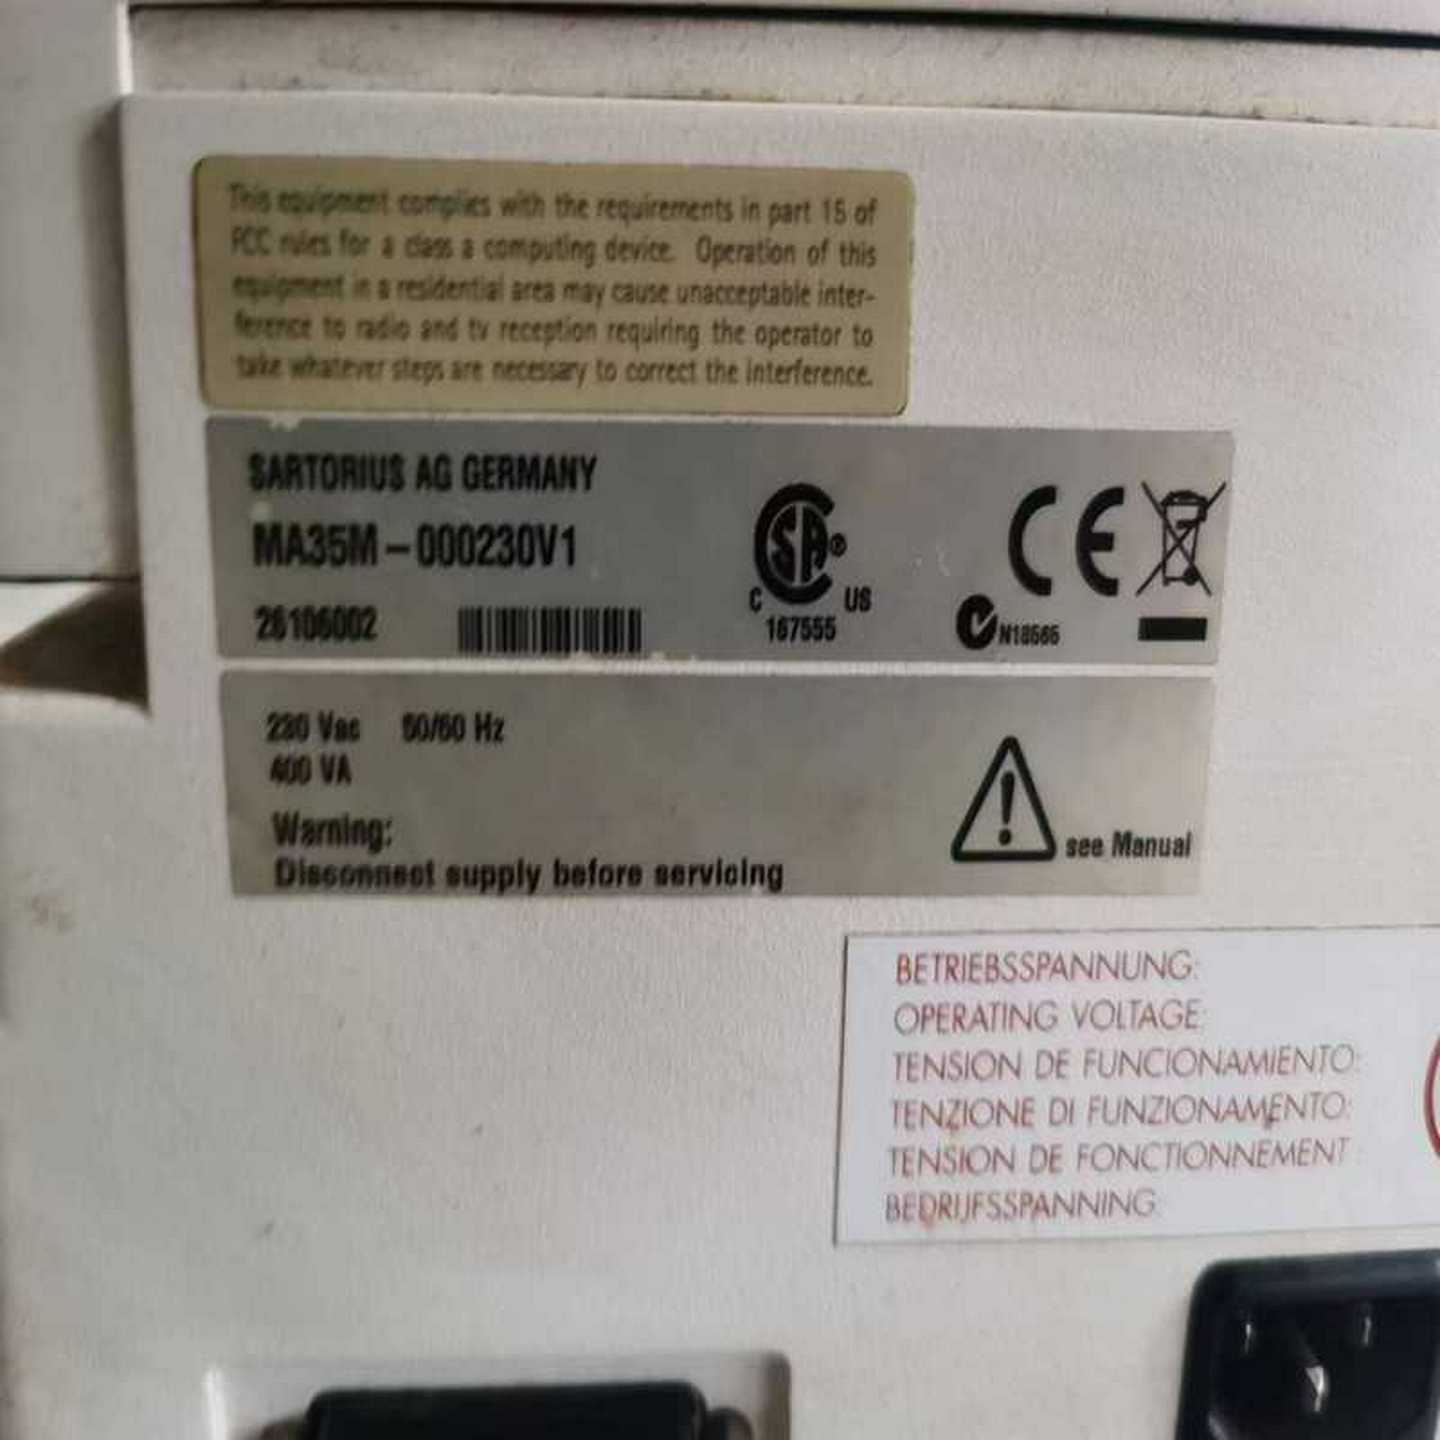 This equipment complies with the requirements in part 15 of
FCC rules for a class a computing device. Operation of this
equipment in a residential area may cause unacceptable inter-
ference to radio and tv reception requiring the operator to
take whatever steps are necessary to correct the interference.
SARTORIUS AG GERMANY
MA35M-000230V1
26106002
SA®
C US
167555
CE
N18565
230 Vac 50/60 Hz
400 VA
Warning:
Disconnect supply before servicing
see Manual
BETRIEBSSPANNUNG:
OPERATING VOLTAGE:
TENSION DE FUNCIONAMIENTO:
TENZIONE DI FUNZIONAMENTO:
TENSION DE FONCTIONNEMENT:
BEDRIJFSSPANNING: